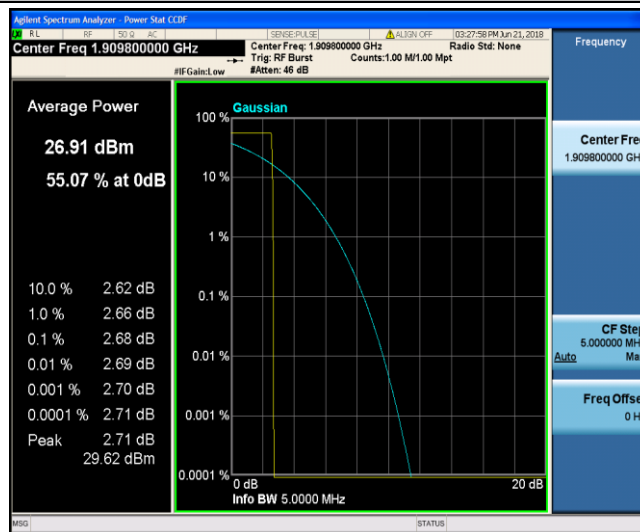 Agilent Spectrum Analyzer - Power Stat CCDF
RL RF 50 Ω AC SENSE:PULSE ALIGN OFF 03:27:58 PM Jun 21, 2018
Center Freq 1.909800000 GHz
Center Freq: 1.909800000 GHz Radio Std: None
Trig: RF Burst Counts:1.00 M/1.00 Mpt
#IFGain:Low #Atten: 46 dB
Average Power
26.91 dBm
55.07 % at 0dB
10.0 % 2.62 dB
1.0 % 2.66 dB
0.1 % 2.68 dB
0.01 % 2.69 dB
0.001 % 2.70 dB
0.0001 % 2.71 dB
Peak 2.71 dB
29.62 dBm
Gaussian
100 %
10 %
1 %
0.1 %
0.01 %
0.001 %
0.0001 %
0 dB 20 dB
Info BW 5.0000 MHz
Frequency
Center Fre
1.909800000 GH
CF Ste
5.000000 MH
Auto Ma
Freq Offse
0 H
MSG STATUS